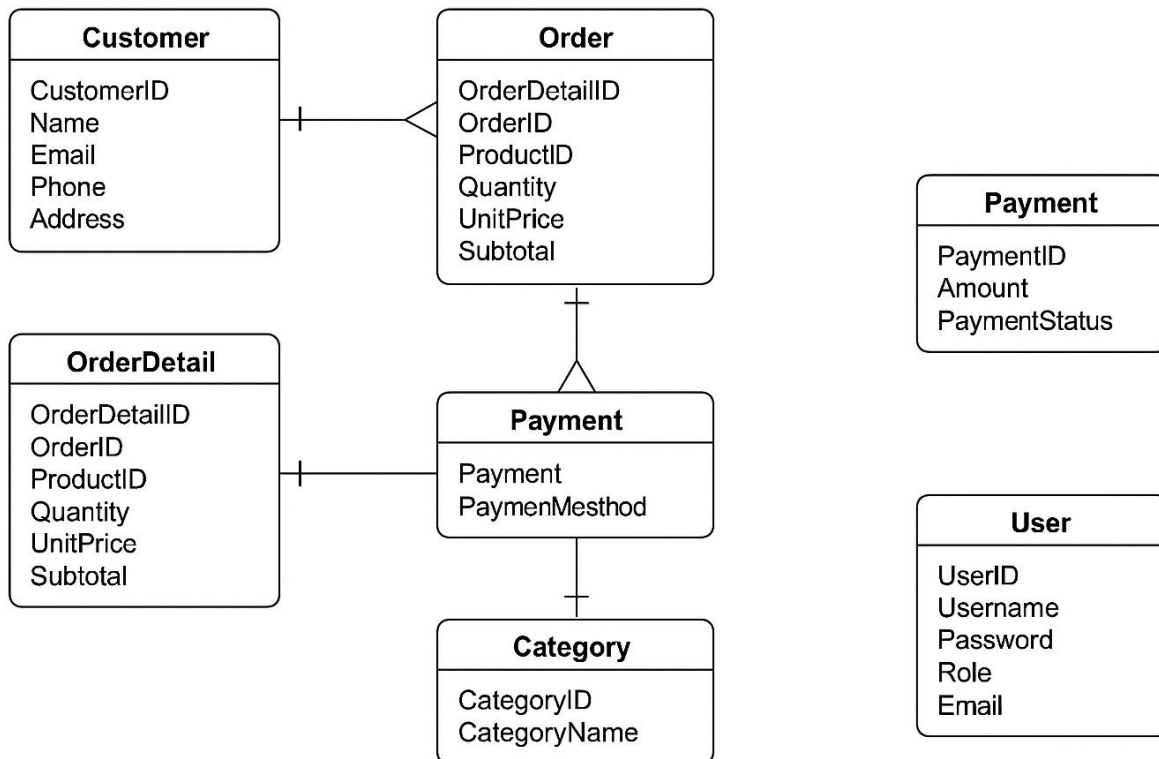 Customer
CustomerID
Name
Email
Phone
Address
Order
OrderDetailID
OrderID
ProductID
Quantity
UnitPrice
Subtotal
Payment
PaymentID
Amount
PaymentStatus
OrderDetail
OrderDetailID
OrderID
ProductID
Quantity
UnitPrice
Subtotal
Payment
Payment
PaymenMesthod
User
UserID
Username
Password
Role
Email
Category
CategoryID
CategoryName